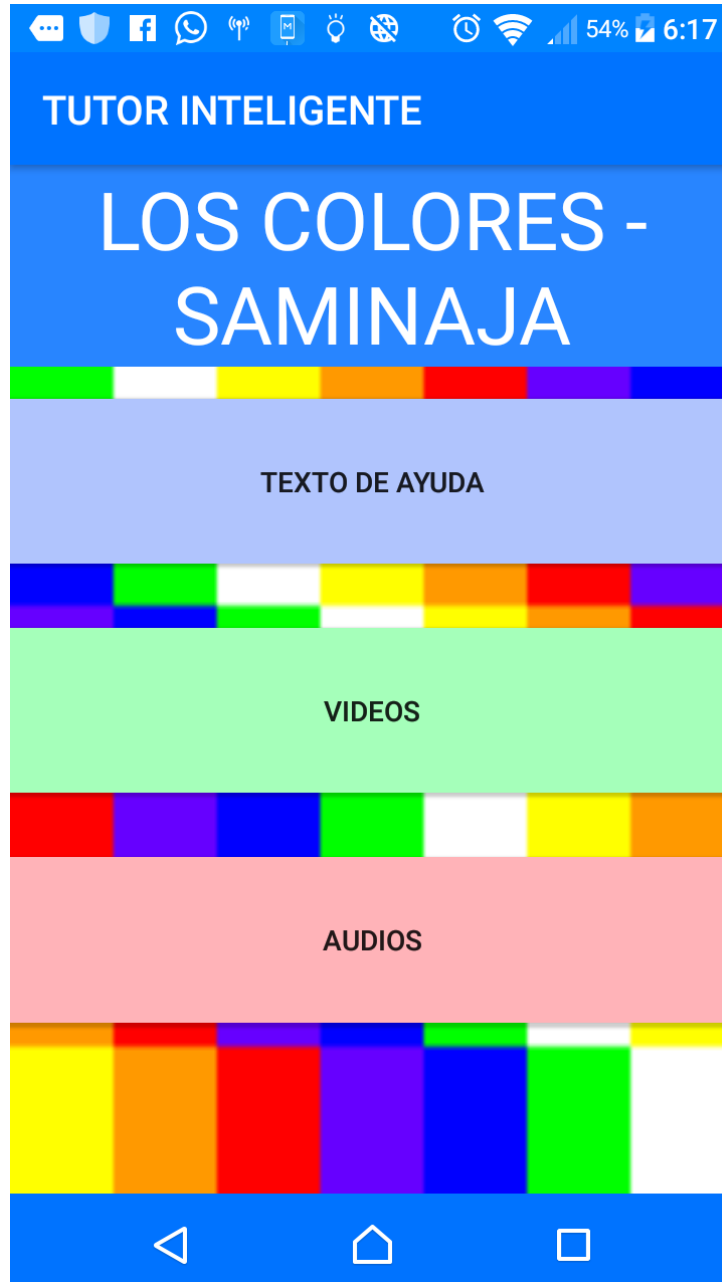 54% 6:17
TUTOR INTELIGENTE
LOS COLORES -
SAMINAJA
TEXTO DE AYUDA
VIDEOS
AUDIOS